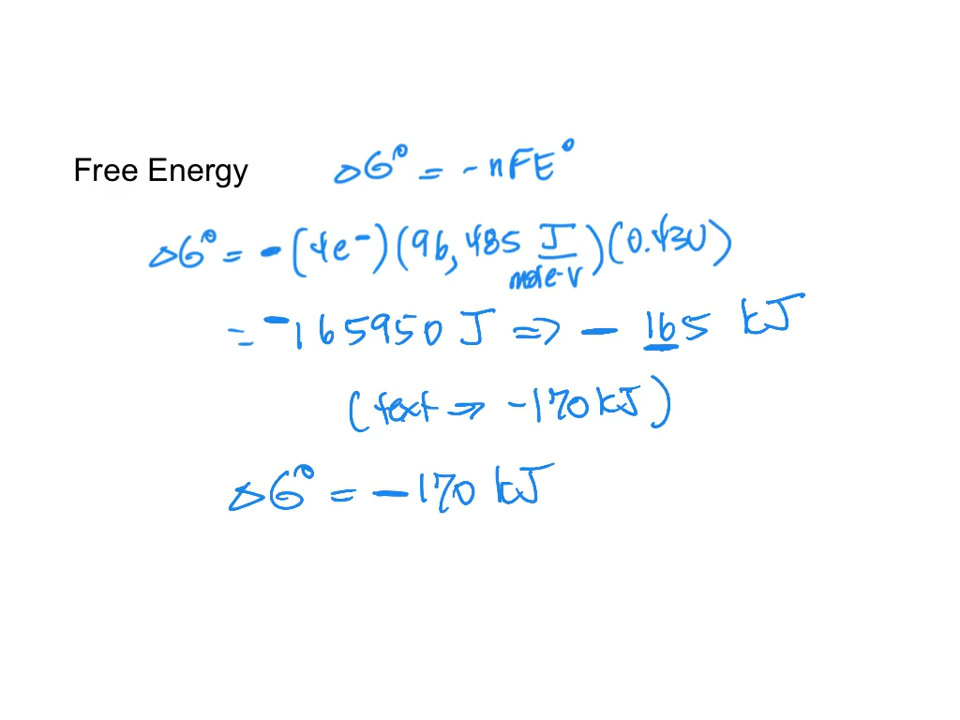 Free Energy ΔG° = -nFE°
ΔG° = -(4e⁻)(96,485 J/mole-V)(0.43V)
= -165950 J => - 165 kJ
(text => -170 kJ)
ΔG° = -170 kJ